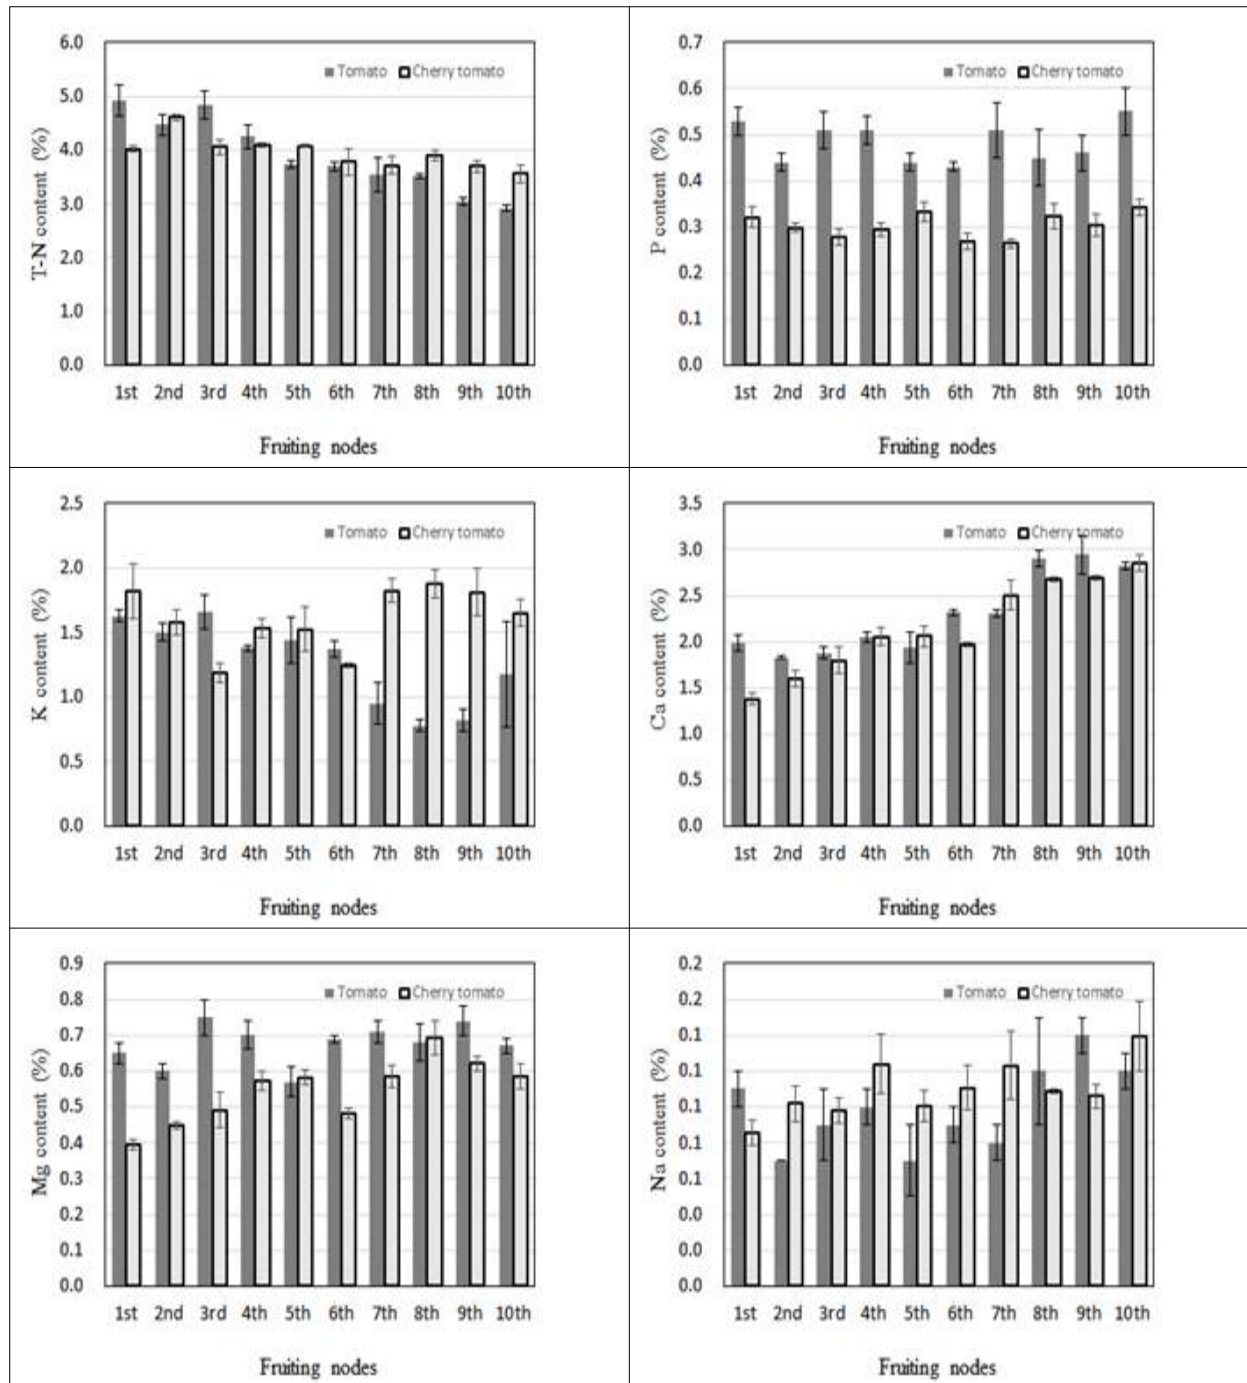 6.0
5.0
4.0
3.0
2.0
1.0
0.0
T-N content (%)
Tomato Cherry tomato
1st 2nd 3rd 4th 5th 6th 7th 8th 9th 10th
Fruiting nodes
0.7
0.6
0.5
0.4
0.3
0.2
0.1
0.0
P content (%)
Tomato Cherry tomato
1st 2nd 3rd 4th 5th 6th 7th 8th 9th 10th
Fruiting nodes
2.5
2.0
1.5
1.0
0.5
0.0
K content (%)
Tomato Cherry tomato
1st 2nd 3rd 4th 5th 6th 7th 8th 9th 10th
Fruiting nodes
3.5
3.0
2.5
2.0
1.5
1.0
0.5
0.0
Ca content (%)
Tomato Cherry tomato
1st 2nd 3rd 4th 5th 6th 7th 8th 9th 10th
Fruiting nodes
0.9
0.8
0.7
0.6
0.5
0.4
0.3
0.2
0.1
0.0
Mg content (%)
Tomato Cherry tomato
1st 2nd 3rd 4th 5th 6th 7th 8th 9th 10th
Fruiting nodes
0.2
0.2
0.1
0.1
0.1
0.1
0.1
0.0
0.0
0.0
Na content (%)
Tomato Cherry tomato
1st 2nd 3rd 4th 5th 6th 7th 8th 9th 10th
Fruiting nodes